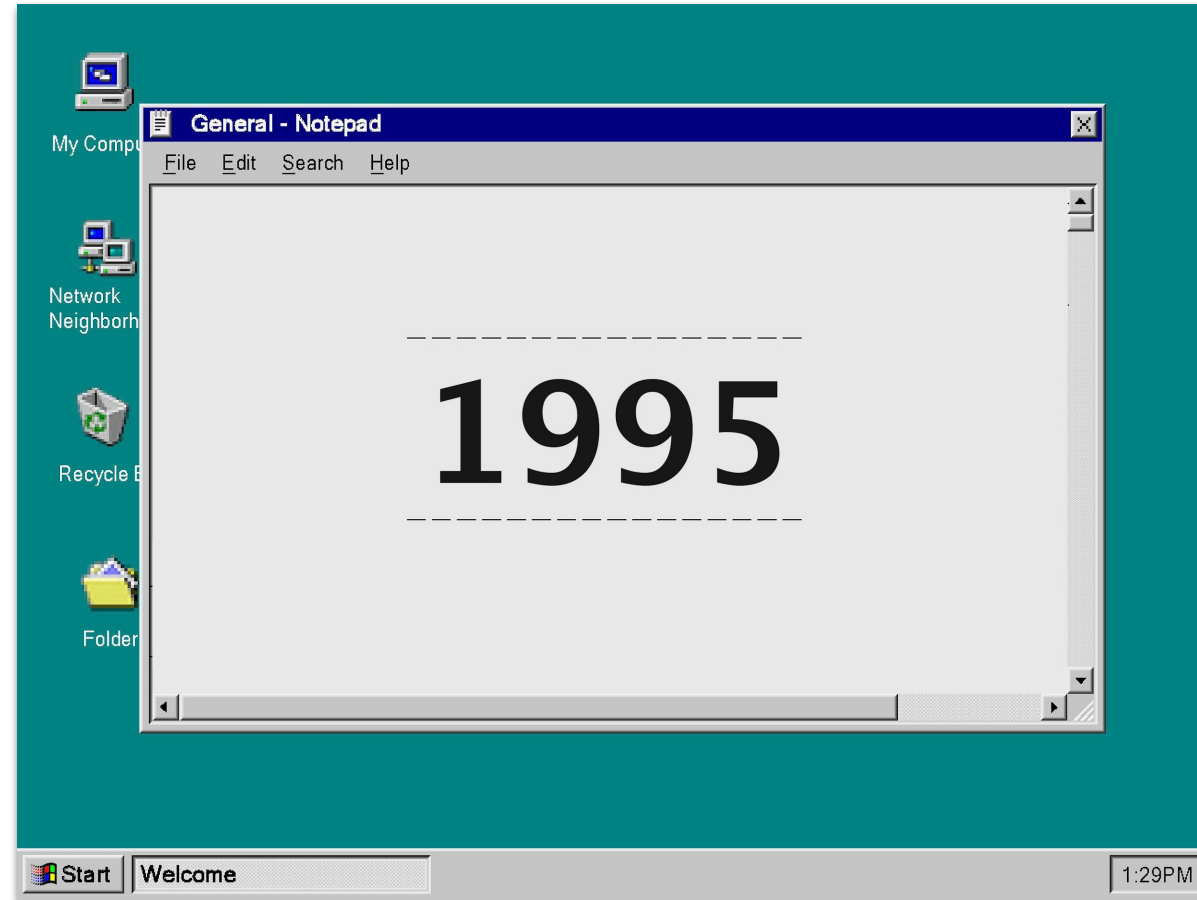 My Compu
General - Notepad
File Edit Search Help
Network
Neighborh
1995
Recycle B
Folder
Start
Welcome
1:29PM